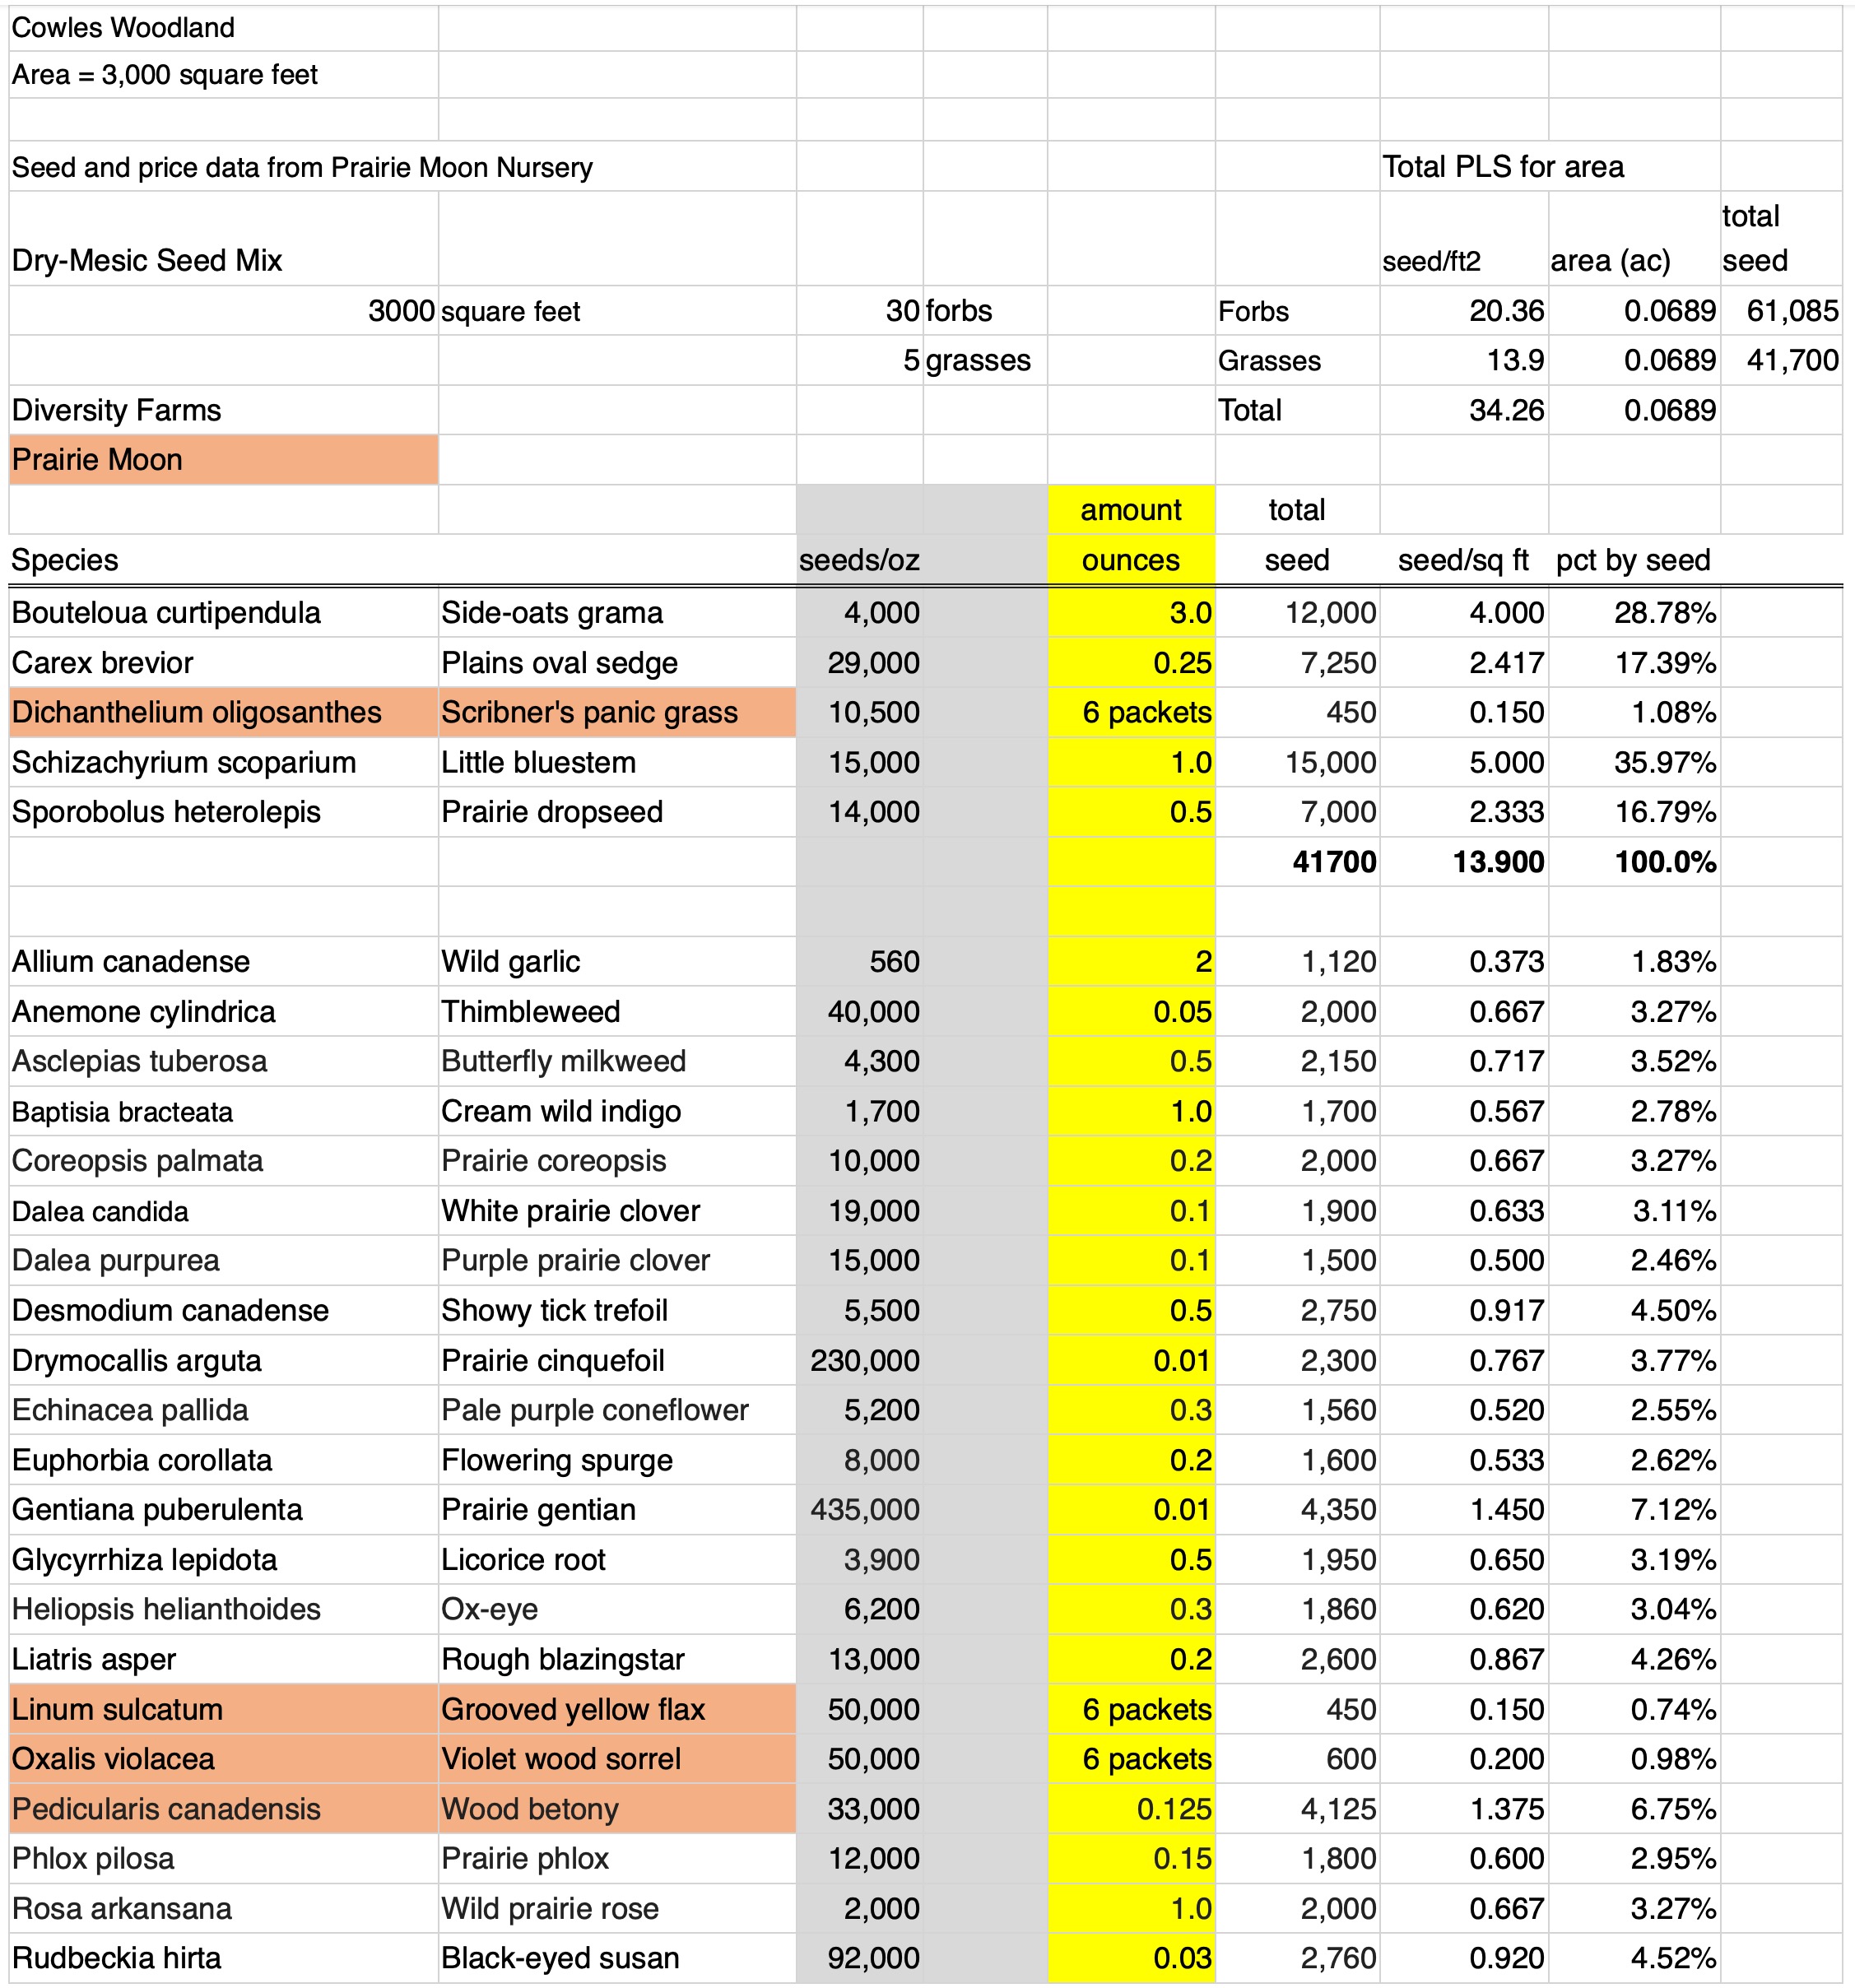 Cowles Woodland
Area = 3,000 square feet
Seed and price data from Prairie Moon Nursery Total PLS for area
Dry-Mesic Seed Mix seed/ft2 area (ac) total seed
3000 square feet 30 forbs Forbs 20.36 0.0689 61,085
5 grasses Grasses 13.9 0.0689 41,700
Diversity Farms Total 34.26 0.0689
Prairie Moon
amount total
Species seeds/oz ounces seed seed/sq ft pct by seed
Bouteloua curtipendula Side-oats grama 4,000 3.0 12,000 4.000 28.78%
Carex brevior Plains oval sedge 29,000 0.25 7,250 2.417 17.39%
Dichanthelium oligosanthes Scribner's panic grass 10,500 6 packets 450 0.150 1.08%
Schizachyrium scoparium Little bluestem 15,000 1.0 15,000 5.000 35.97%
Sporobolus heterolepis Prairie dropseed 14,000 0.5 7,000 2.333 16.79%
41700 13.900 100.0%
Allium canadense Wild garlic 560 2 1,120 0.373 1.83%
Anemone cylindrica Thimbleweed 40,000 0.05 2,000 0.667 3.27%
Asclepias tuberosa Butterfly milkweed 4,300 0.5 2,150 0.717 3.52%
Baptisia bracteata Cream wild indigo 1,700 1.0 1,700 0.567 2.78%
Coreopsis palmata Prairie coreopsis 10,000 0.2 2,000 0.667 3.27%
Dalea candida White prairie clover 19,000 0.1 1,900 0.633 3.11%
Dalea purpurea Purple prairie clover 15,000 0.1 1,500 0.500 2.46%
Desmodium canadense Showy tick trefoil 5,500 0.5 2,750 0.917 4.50%
Drymocallis arguta Prairie cinquefoil 230,000 0.01 2,300 0.767 3.77%
Echinacea pallida Pale purple coneflower 5,200 0.3 1,560 0.520 2.55%
Euphorbia corollata Flowering spurge 8,000 0.2 1,600 0.533 2.62%
Gentiana puberulenta Prairie gentian 435,000 0.01 4,350 1.450 7.12%
Glycyrrhiza lepidota Licorice root 3,900 0.5 1,950 0.650 3.19%
Heliopsis helianthoides Ox-eye 6,200 0.3 1,860 0.620 3.04%
Liatris asper Rough blazingstar 13,000 0.2 2,600 0.867 4.26%
Linum sulcatum Grooved yellow flax 50,000 6 packets 450 0.150 0.74%
Oxalis violacea Violet wood sorrel 50,000 6 packets 600 0.200 0.98%
Pedicularis canadensis Wood betony 33,000 0.125 4,125 1.375 6.75%
Phlox pilosa Prairie phlox 12,000 0.15 1,800 0.600 2.95%
Rosa arkansana Wild prairie rose 2,000 1.0 2,000 0.667 3.27%
Rudbeckia hirta Black-eyed susan 92,000 0.03 2,760 0.920 4.52%